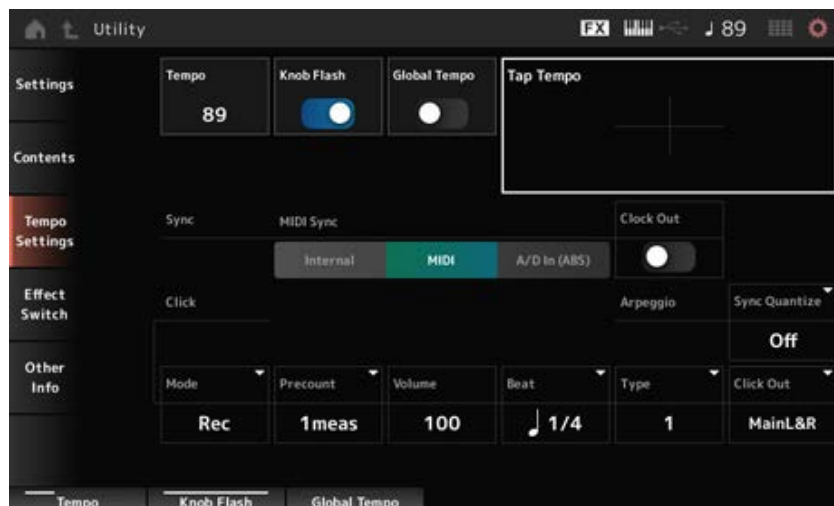 Utility
FX
♩ 89
Settings
Contents
Tempo
Settings
Effect
Switch
Other
Info
Tempo
89
Knob Flash
Global Tempo
Tap Tempo
Sync
MIDI Sync
Internal
MIDI
A/D In (ABS)
Clock Out
Click
Arpeggio
Sync Quantize
Off
Mode
Rec
Precount
1meas
Volume
100
Beat
♩ 1/4
Type
1
Click Out
MainL&R
Tempo
Knob Flash
Global Tempo